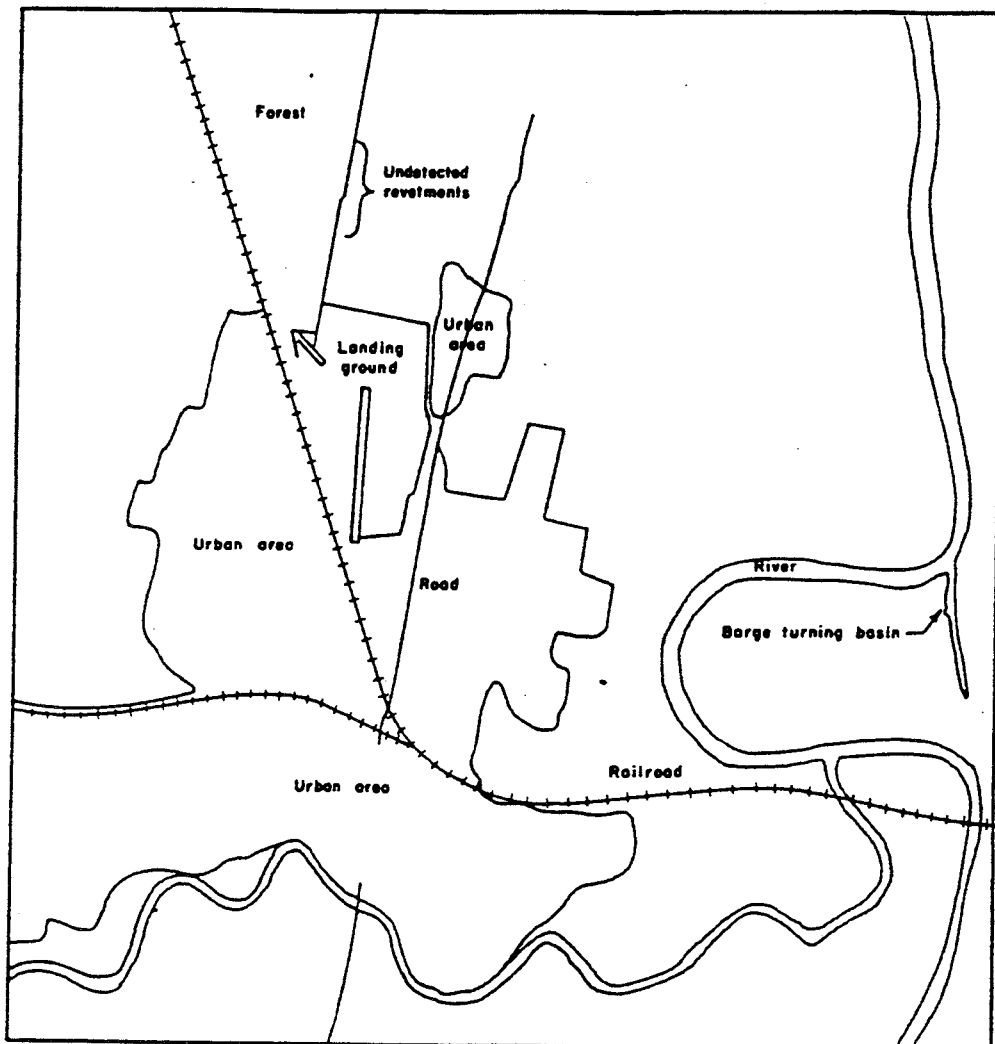 Forest
Undetected
revetments
Urban
area
Landing
ground
Urban area
Road
River
Barge turning basin
Railroad
Urban area